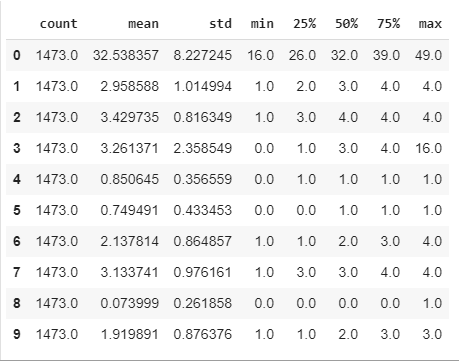 count mean std min 25% 50% 75% max
0 1473.0 32.538357 8.227245 16.0 26.0 32.0 39.0 49.0
1 1473.0 2.958588 1.014994 1.0 2.0 3.0 4.0 4.0
2 1473.0 3.429735 0.816349 1.0 3.0 4.0 4.0 4.0
3 1473.0 3.261371 2.358549 0.0 1.0 3.0 4.0 16.0
4 1473.0 0.850645 0.356559 0.0 1.0 1.0 1.0 1.0
5 1473.0 0.749491 0.433453 0.0 0.0 1.0 1.0 1.0
6 1473.0 2.137814 0.864857 1.0 1.0 2.0 3.0 4.0
7 1473.0 3.133741 0.976161 1.0 3.0 3.0 4.0 4.0
8 1473.0 0.073999 0.261858 0.0 0.0 0.0 0.0 1.0
9 1473.0 1.919891 0.876376 1.0 1.0 2.0 3.0 3.0